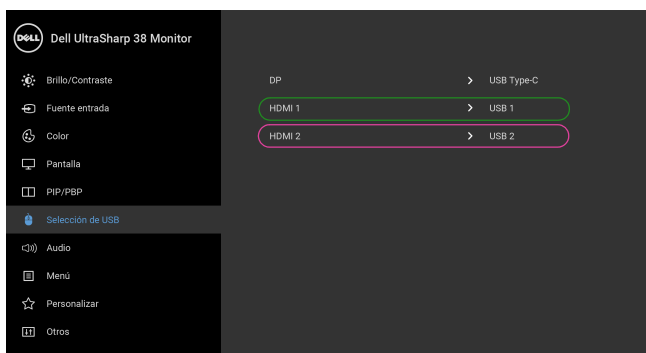 DELL Dell UltraSharp 38 Monitor
Brillo/Contraste
DP USB Type-C
Fuente entrada
HDMI 1 USB 1
Color
HDMI 2 USB 2
Pantalla
PIP/PBP
Selección de USB
Audio
Menú
Personalizar
Otros